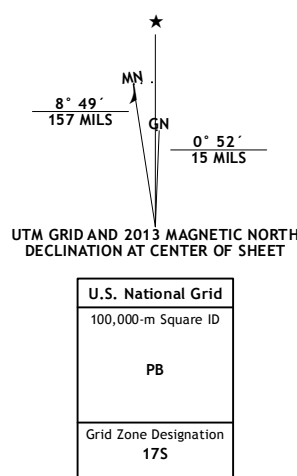 ★
MN
8° 49´
157 MILS
GN
0° 52´
15 MILS
UTM GRID AND 2013 MAGNETIC NORTH
DECLINATION AT CENTER OF SHEET
U.S. National Grid
100,000-m Square ID
PB
Grid Zone Designation
17S